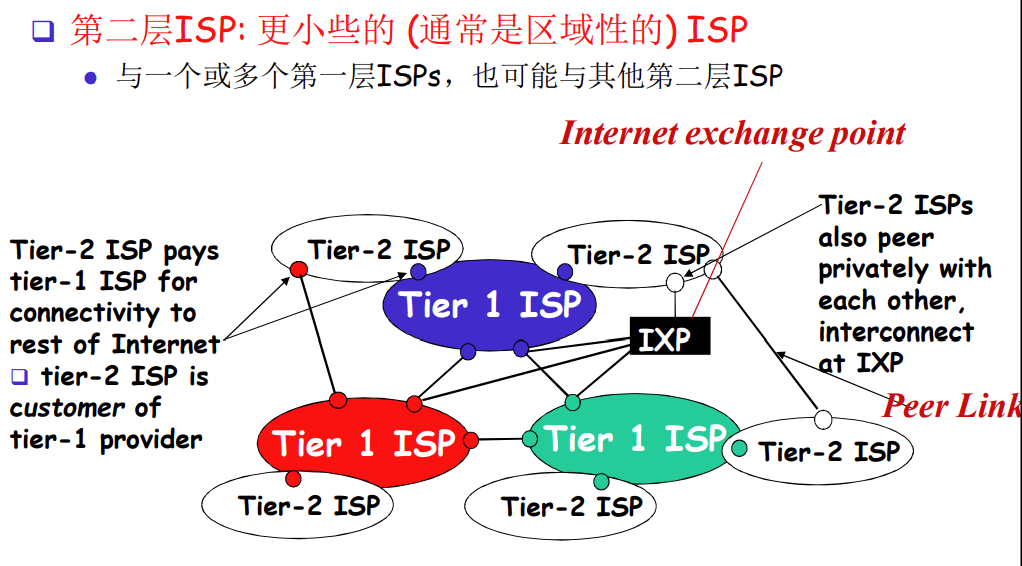 第二层ISP: 更小些的 (通常是区域性的) ISP
与一个或多个第一层ISPs，也可能与其他第二层ISP
Internet exchange point
Tier-2 ISP pays
tier-1 ISP for
connectivity to
rest of Internet
tier-2 ISP is
customer of
tier-1 provider
Tier-2 ISP
Tier-2 ISP
Tier 1 ISP
IXP
Tier-2 ISPs
also peer
privately with
each other,
interconnect
at IXP
Peer Link
Tier 1 ISP
Tier 1 ISP
Tier-2 ISP
Tier-2 ISP
Tier-2 ISP